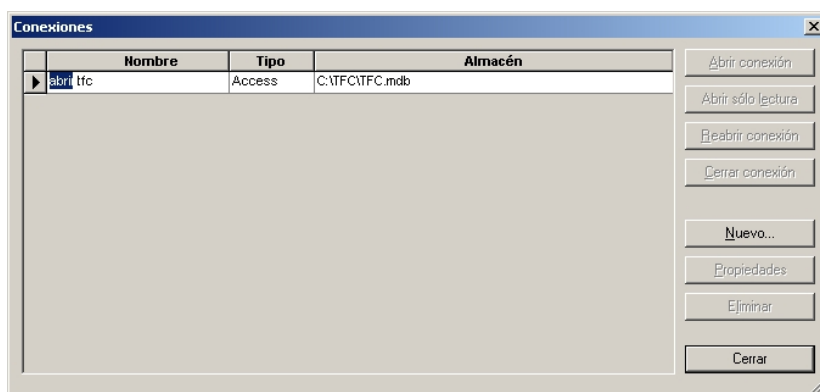 Conexiones
Nombre Tipo Almacén
abrir tfc Access C:\TFC\TFC.mdb
Abrir conexión
Abrir sólo lectura
Reabrir conexión
Cerrar conexión
Nuevo...
Propiedades
Eliminar
Cerrar